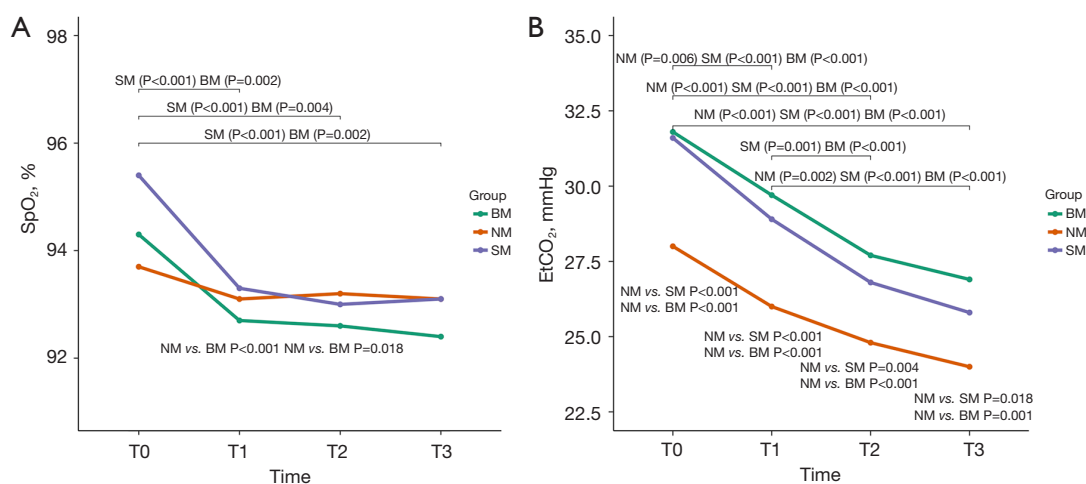 A
98
96
94
92
SpO2, %
SM (P<0.001) BM (P=0.002)
SM (P<0.001) BM (P=0.004)
SM (P<0.001) BM (P=0.002)
NM vs. BM P<0.001 NM vs. BM P=0.018
T0 T1 T2 T3
Time
Group
BM
NM
SM
B
35.0
32.5
30.0
27.5
25.0
22.5
EtCO2, mmHg
NM (P=0.006) SM (P<0.001) BM (P<0.001)
NM (P<0.001) SM (P<0.001) BM (P<0.001)
NM (P<0.001) SM (P<0.001) BM (P<0.001)
SM (P=0.001) BM (P<0.001)
NM (P=0.002) SM (P<0.001) BM (P<0.001)
NM vs. SM P<0.001
NM vs. BM P<0.001
NM vs. SM P<0.001
NM vs. BM P<0.001
NM vs. SM P=0.004
NM vs. BM P<0.001
NM vs. SM P=0.018
NM vs. BM P=0.001
T0 T1 T2 T3
Time
Group
BM
NM
SM